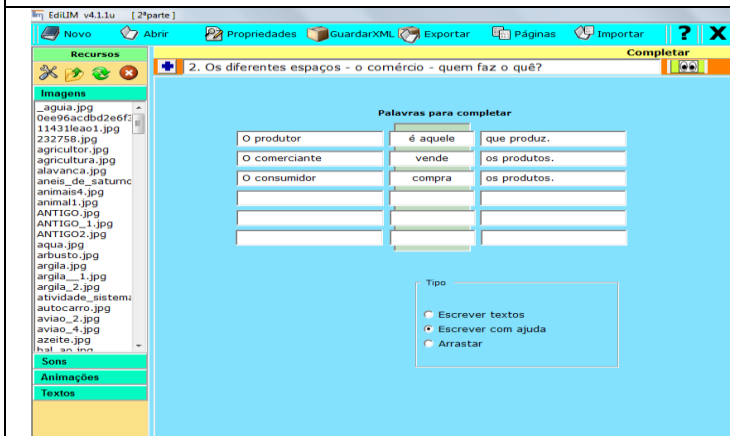 EdiLIM v4.1.1u [ 2ªparte ]
Novo Abrir Propriedades GuardarXML Exportar Páginas Importar ? X
Recursos
Completar
2. Os diferentes espaços - o comércio - quem faz o quê?
Imagens
_aguia.jpg
11431leao1.jpg
232758.jpg
agricultor.jpg
agricultura.jpg
alavanca.jpg
aneis_de_saturno
animais4.jpg
animal1.jpg
ANTIGO.jpg
ANTIGO_1.jpg
ANTIGO2.jpg
aqua.jpg
arbusto.jpg
argila.jpg
argila__1.jpg
argila_2.jpg
atividade_sistema
autocarro.jpg
aviao_2.jpg
aviao_4.jpg
azeite.jpg
Sons
Animações
Textos
Palavras para completar
O produtor é aquele que produz.
O comerciante vende os produtos.
O consumidor compra os produtos.
Tipo
Escrever textos
Escrever com ajuda
Arrastar